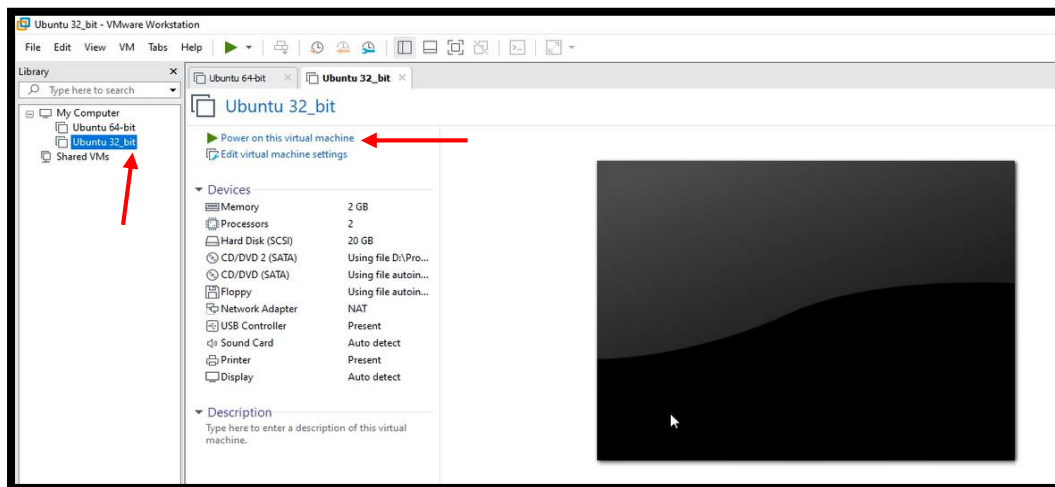 Ubuntu 32_bit - VMware Workstation
File Edit View VM Tabs Help
Library
Type here to search
My Computer
Ubuntu 64-bit
Ubuntu 32_bit
Shared VMs
Ubuntu 64-bit
Ubuntu 32_bit
Ubuntu 32_bit
Power on this virtual machine
Edit virtual machine settings
Devices
Memory 2 GB
Processors 2
Hard Disk (SCSI) 20 GB
CD/DVD 2 (SATA) Using file D:\Pro...
CD/DVD (SATA) Using file autoin...
Floppy Using file autoin...
Network Adapter NAT
USB Controller Present
Sound Card Auto detect
Printer Present
Display Auto detect
Description
Type here to enter a description of this virtual
machine.